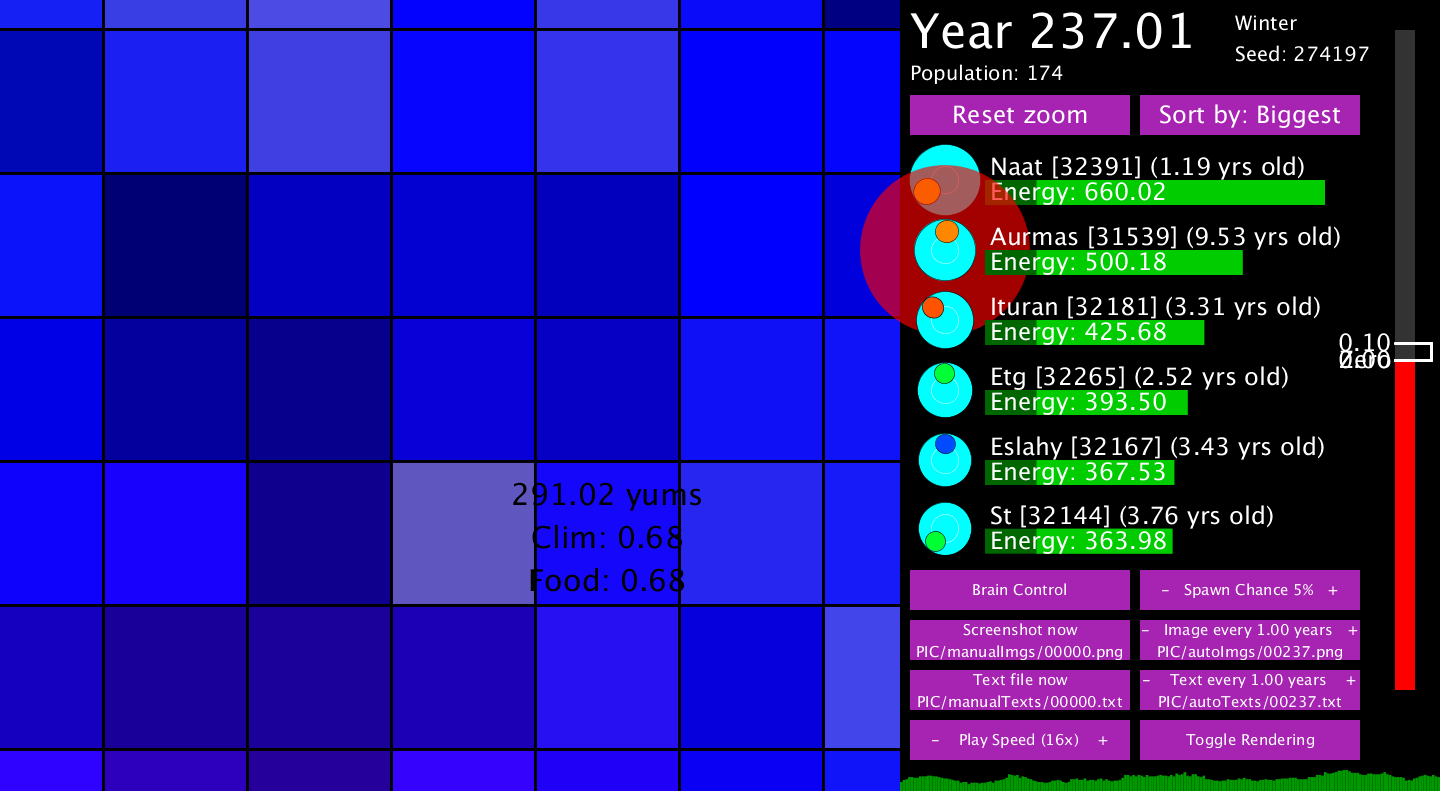 Year 237.01
Winter
Seed: 274197
Population: 174
Reset zoom
Sort by: Biggest
Naat [32391] (1.19 yrs old)
Energy: 660.02
Aurmas [31539] (9.53 yrs old)
Energy: 500.18
Ituran [32181] (3.31 yrs old)
Energy: 425.68
0.10
Etg [32265] (2.52 yrs old)
Energy: 393.50
Eslahy [32167] (3.43 yrs old)
Energy: 367.53
St [32144] (3.76 yrs old)
Energy: 363.98
291.02 yums
Clim: 0.68
Food: 0.68
Brain Control
- Spawn Chance 5% +
Screenshot now
PIC/manualImgs/00000.png
- Image every 1.00 years +
PIC/autoImgs/00237.png
Text file now
PIC/manualTexts/00000.txt
- Text every 1.00 years +
PIC/autoTexts/00237.txt
- Play Speed (16x) +
Toggle Rendering